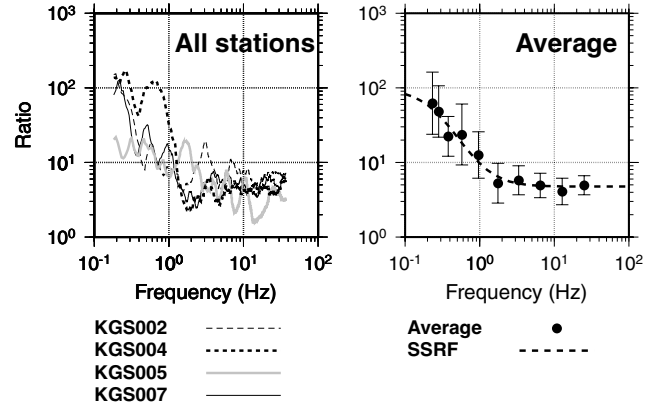 All stations
Average
Ratio
10³
10²
10¹
10⁰
10³
10²
10¹
10⁰
10⁻¹ 10⁰ 10¹ 10²
10⁻¹ 10⁰ 10¹ 10²
Frequency (Hz)
Frequency (Hz)
KGS002
KGS004
KGS005
KGS007
Average
SSRF